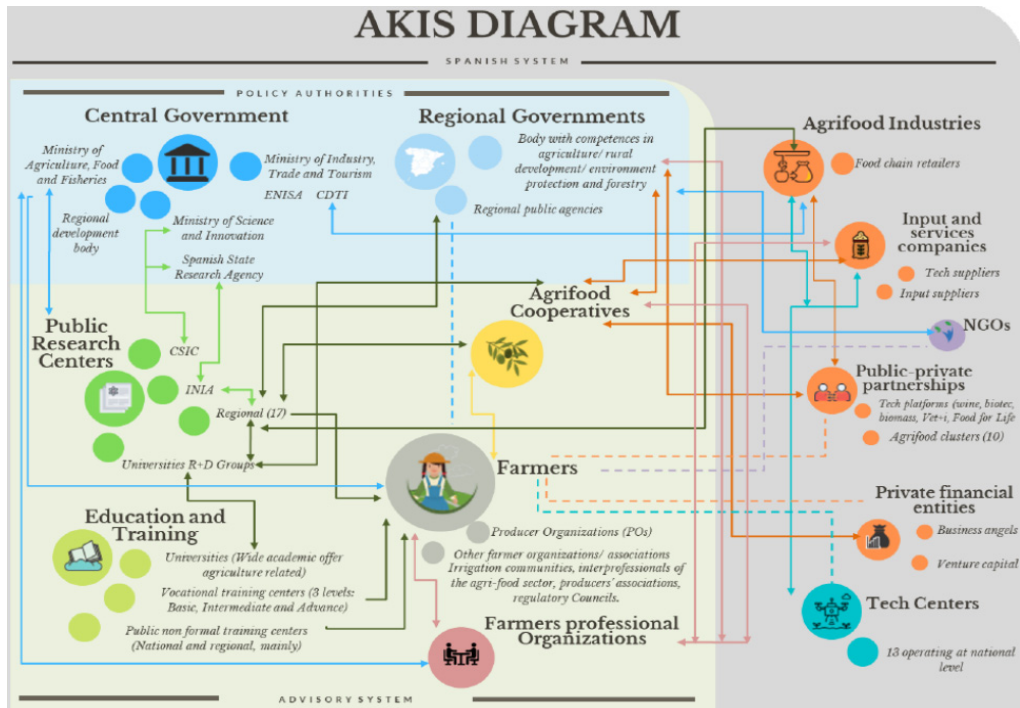 AKIS DIAGRAM
SPANISH SYSTEM
POLICY AUTHORITIES
Central Government
Ministry of
Agriculture, Food
and Fisheries
Ministry of Industry,
Trade and Tourism
ENISA CDTI
Regional
development
body
Ministry of Science
and Innovation
Spanish State
Research Agency
Regional Governments
Body with competences in
agriculture/ rural
development/ environment
protection and forestry
Regional public agencies
Agrifood Industries
Food chain retailers
Input and
services
companies
Tech suppliers
Input suppliers
NGOs
Public-private
partnerships
Tech platforms (wine, biotec,
biomass, Vet+i, Food for Life
Agrifood clusters (10)
Private financial
entities
Business angels
Venture capital
Tech Centers
13 operating at national
level
Public
Research
Centers
CSIC
INIA
Regional (17)
Universities R+D Groups
Agrifood
Cooperatives
Farmers
Producer Organizations (POs)
Other farmer organizations/ associations
Irrigation communities, interprofessionals of
the agri-food sector, producers´associations,
regulatory Councils.
Education and
Training
Universities (Wide academic offer
agriculture related)
Vocational training centers (3 levels:
Basic, Intermediate and Advance)
Public non formal training centers
(National and regional, mainly)
Farmers professional
Organizations
ADVISORY SYSTEM